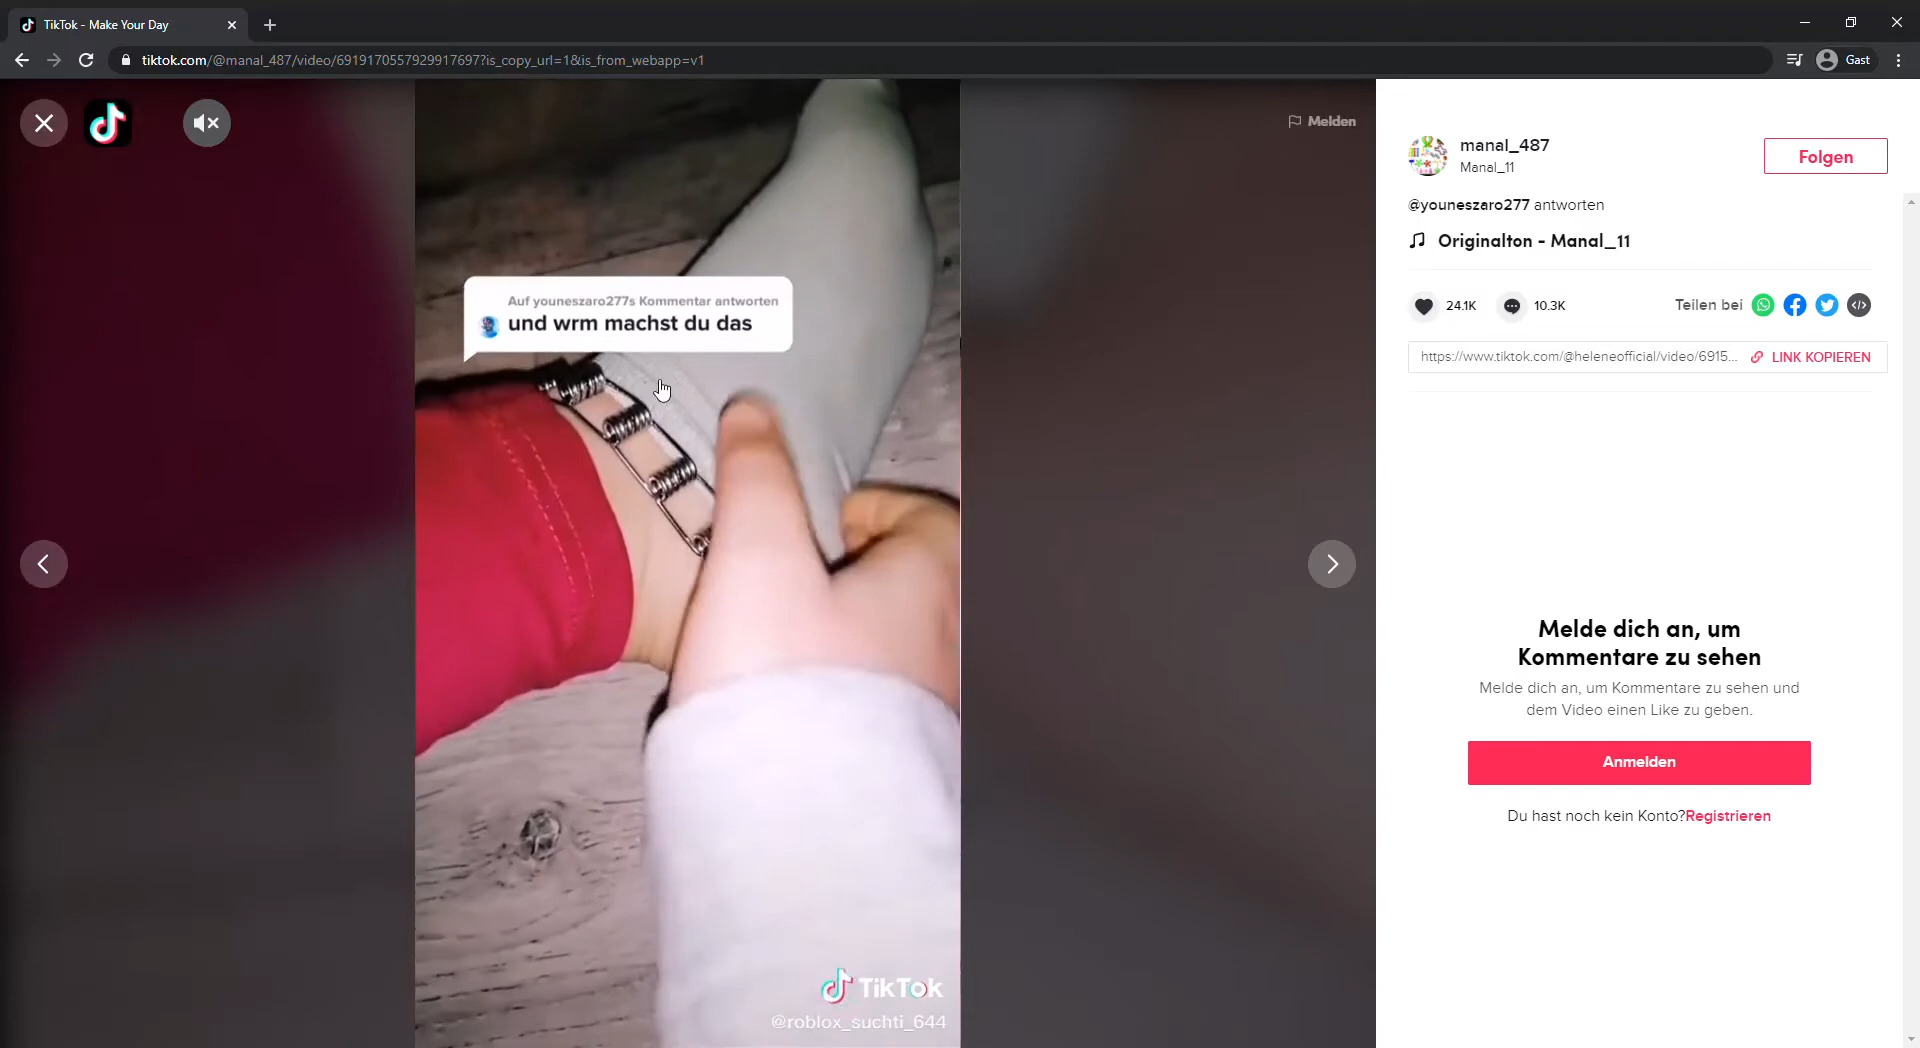 TikTok - Make Your Day
tiktok.com/@manal_487/video/6919170557929917697?is_copy_url=1&is_from_webapp=v1
Gast
Melden
Auf youneszaro277s Kommentar antworten
und wrm machst du das
TikTok
@roblox_suchti_644
manal_487
Manal_11
Folgen
@youneszaro277 antworten
Originalton - Manal_11
24.1K
10.3K
Teilen bei
https://www.tiktok.com/@heleneofficial/video/6915...
LINK KOPIEREN
Melde dich an, um
Kommentare zu sehen
Melde dich an, um Kommentare zu sehen und
dem Video einen Like zu geben.
Anmelden
Du hast noch kein Konto?Registrieren